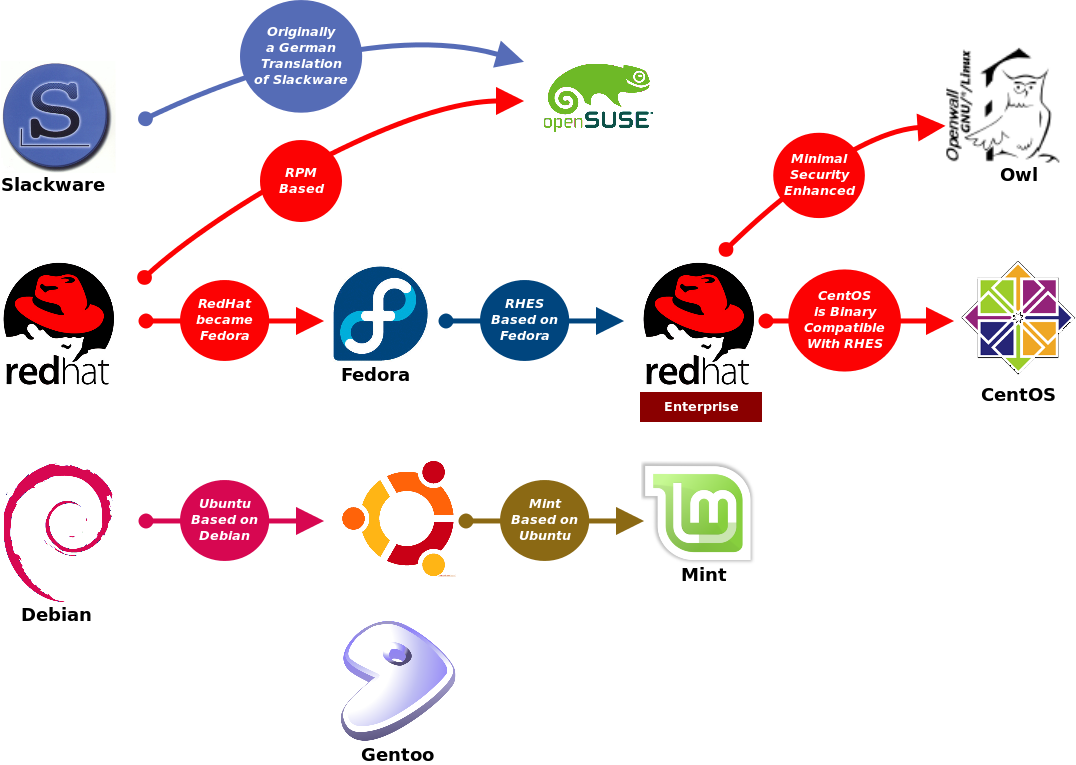 Originally
a German
Translation
of Slackware
S
Slackware
openSUSE
RPM
Based
Minimal
Security
Enhanced
Openwall
GNU/*/Linux
Owl
redhat
RedHat
became
Fedora
f
Fedora
RHES
Based on
Fedora
redhat
Enterprise
CentOS
Is Binary
Compatible
With RHES
CentOS
Debian
Ubuntu
Based on
Debian
Mint
Based on
Ubuntu
lm
Mint
Gentoo